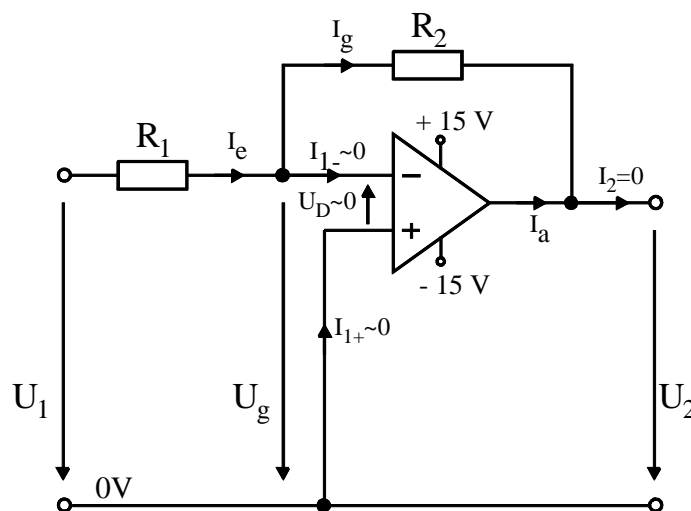 I_g
R_2
R_1
I_e
I_1-~0
+ 15 V
U_D~0
−
+
I_2=0
I_a
- 15 V
I_1+~0
U_1
U_g
U_2
0V